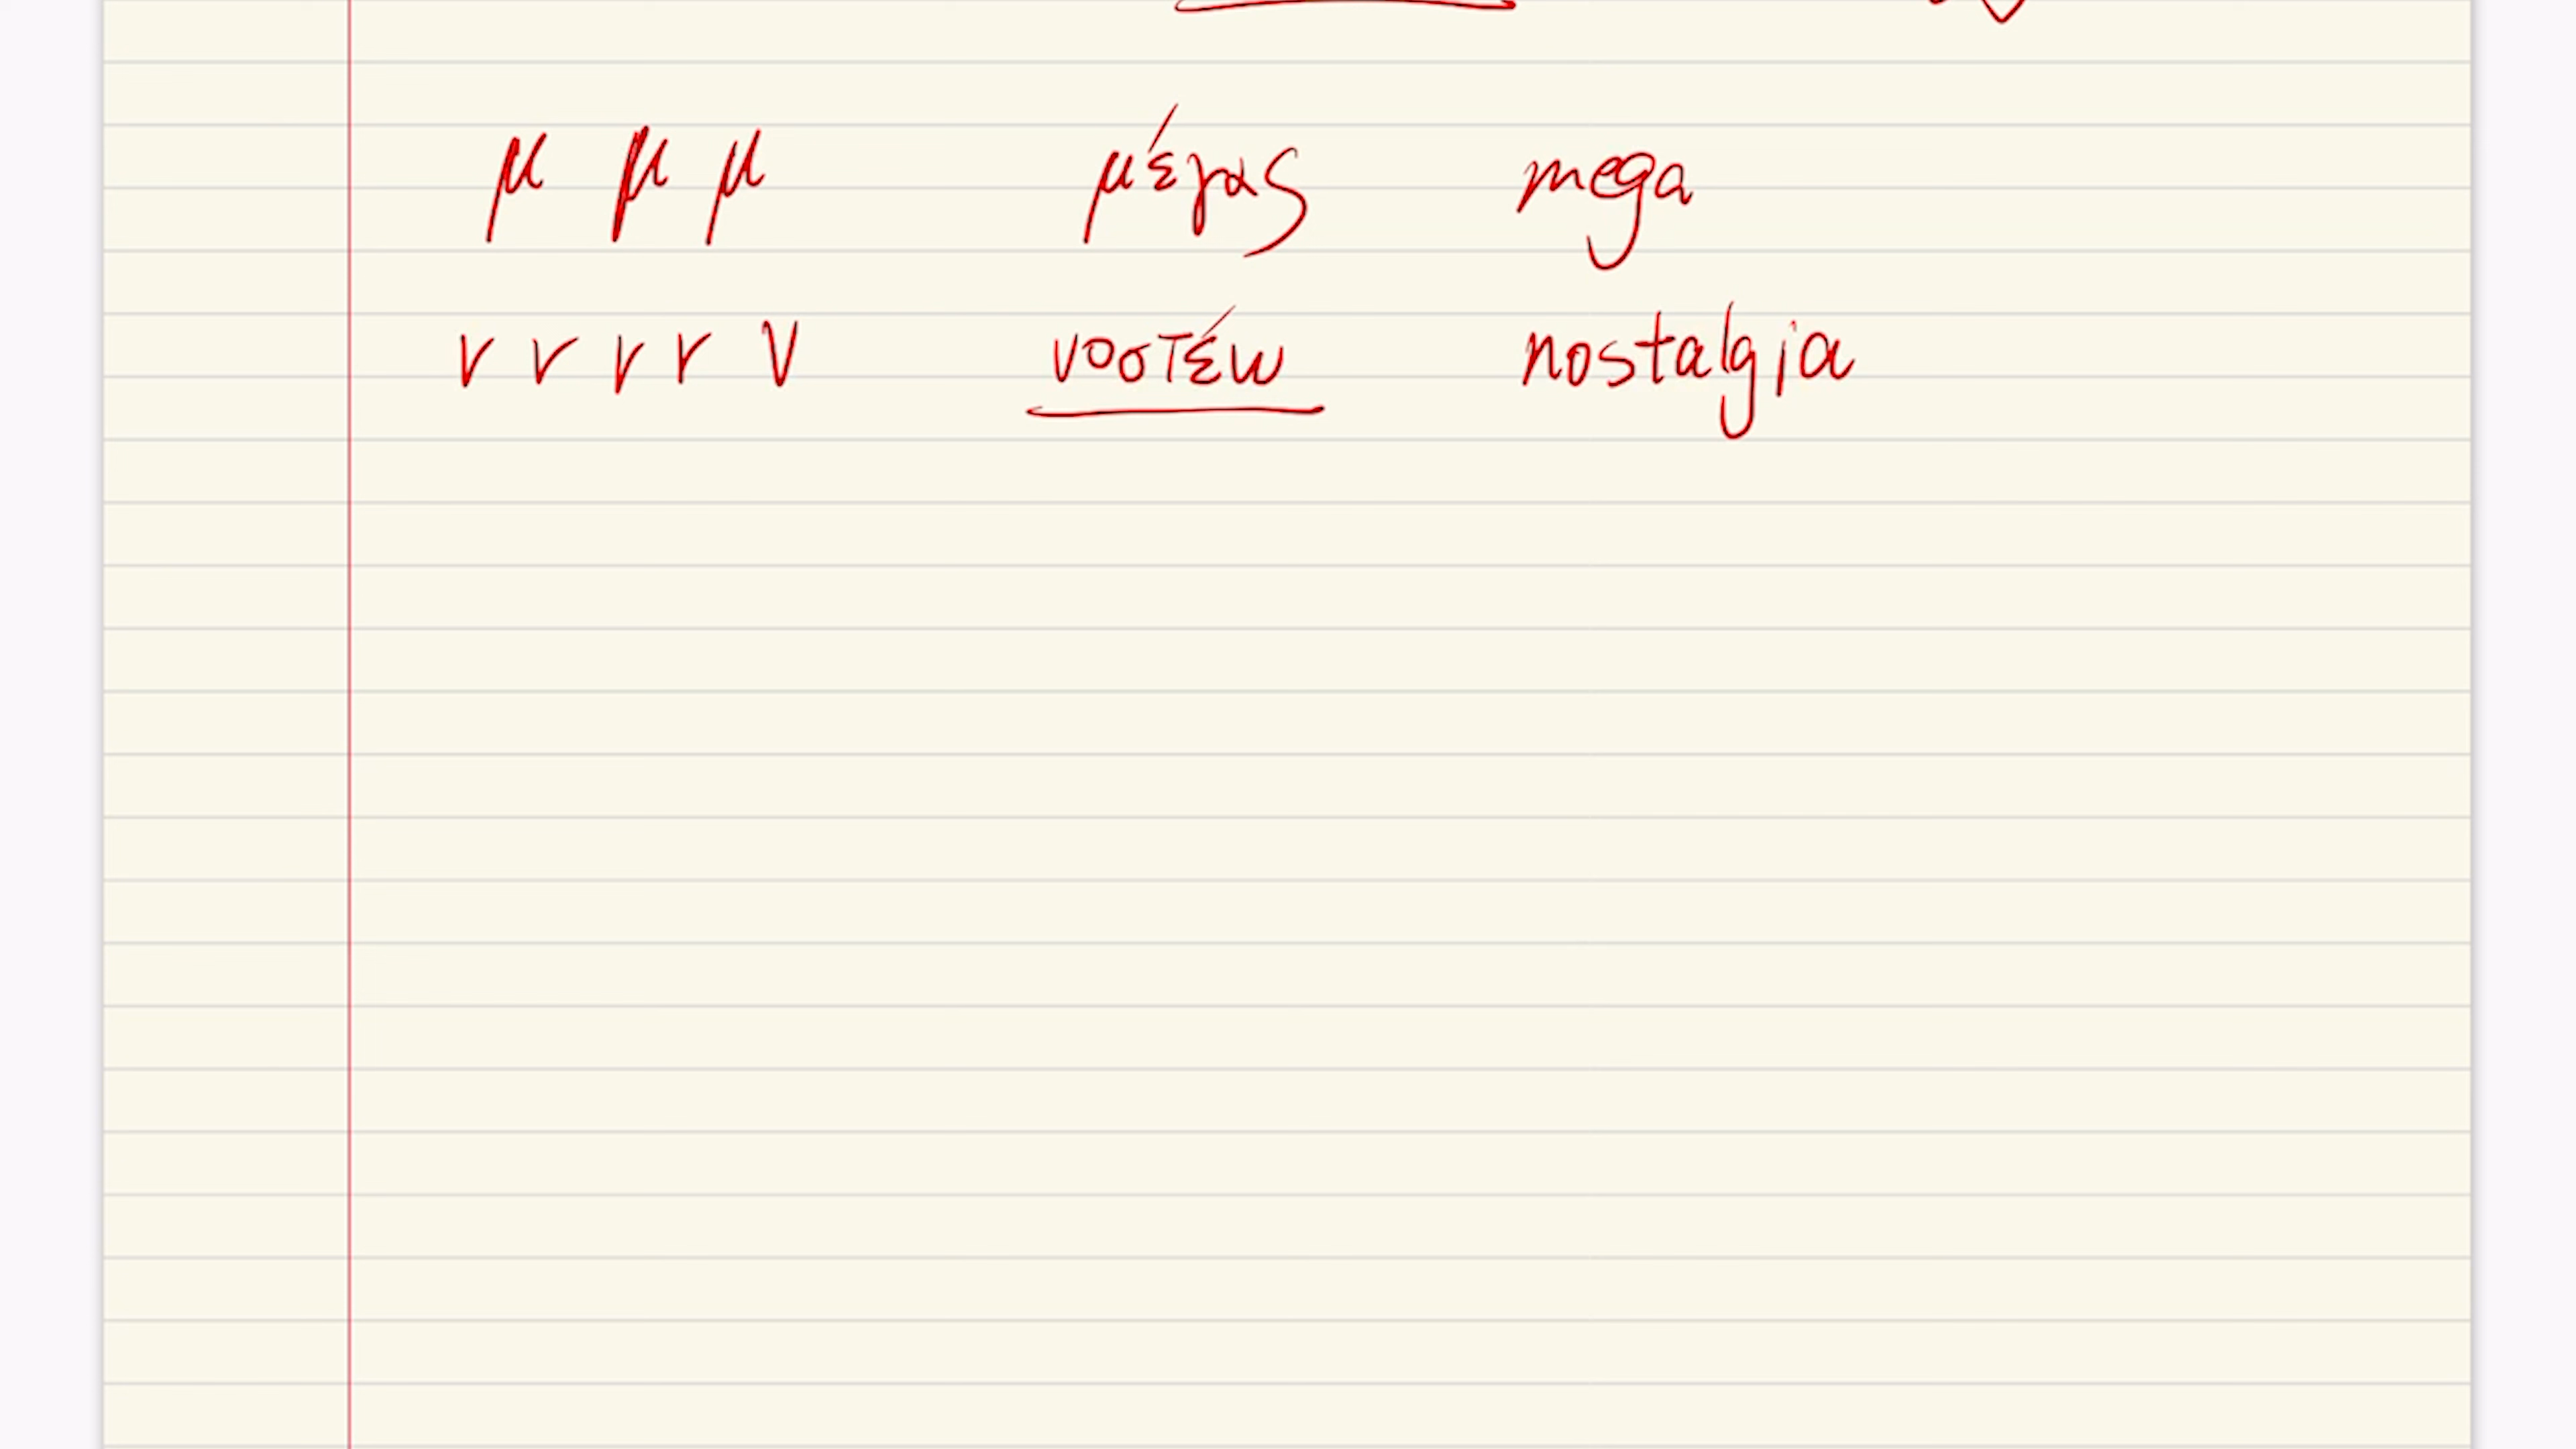 μ μ μ μέγας mega
ν ν ν ν ν νοστέω nostalgia